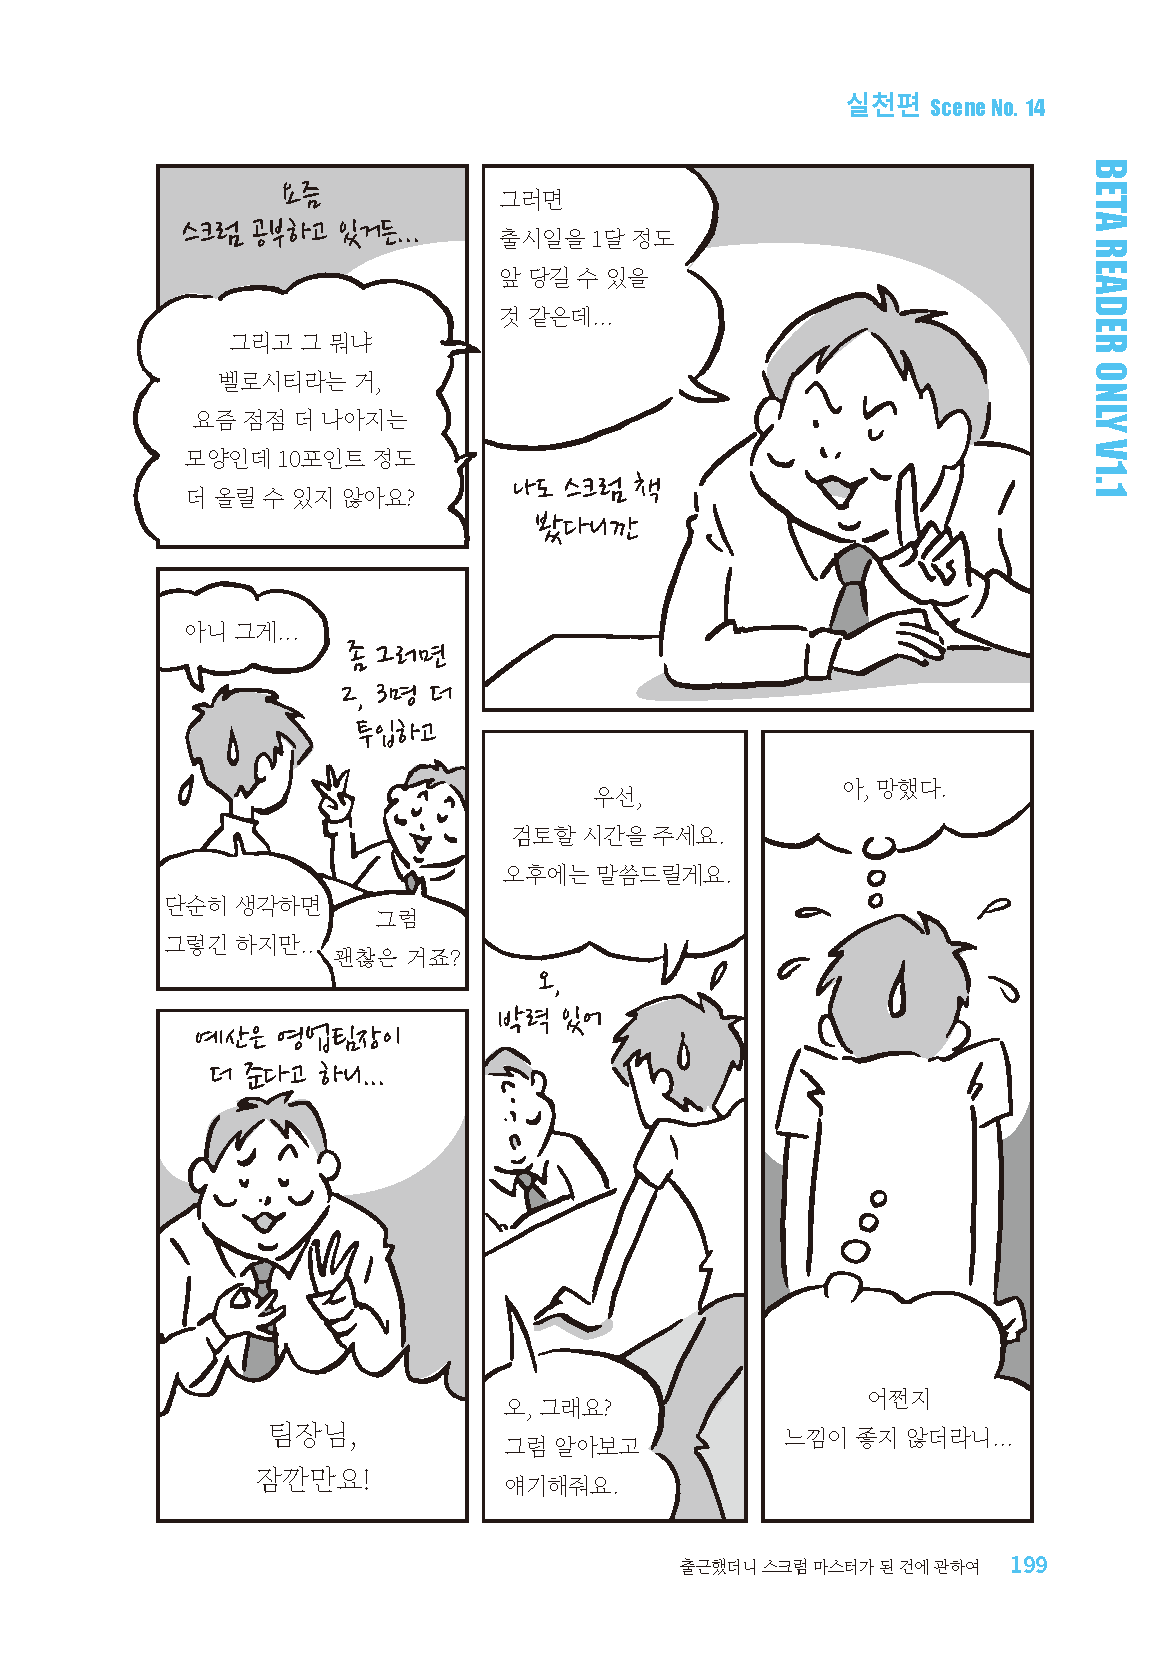 실천편 Scene No. 14
BETA READER ONLY V1.1
요즘
스크럼 공부하고 있거든...
그리고 그 뭐냐
벨로시티라는 거,
요즘 점점 더 나아지는
모양인데 10포인트 정도
더 올릴 수 있지 않아요?
그러면
출시일을 1달 정도
앞 당길 수 있을
것 같은데...
나도 스크럼 책
봤다니깐
아니 그게...
좀 그러면
2, 3명 더
투입하고
단순히 생각하면
그렇긴 하지만...
그럼
괜찮은 거죠?
예산은 영업팀장이
더 준다고 하니...
팀장님,
잠깐만요!
우선,
검토할 시간을 주세요.
오후에는 말씀드릴게요.
오,
박력 있어
오, 그래요?
그럼 알아보고
얘기해줘요.
아, 망했다.
어쩐지
느낌이 좋지 않더라니...
출근했더니 스크럼 마스터가 된 건에 관하여 199